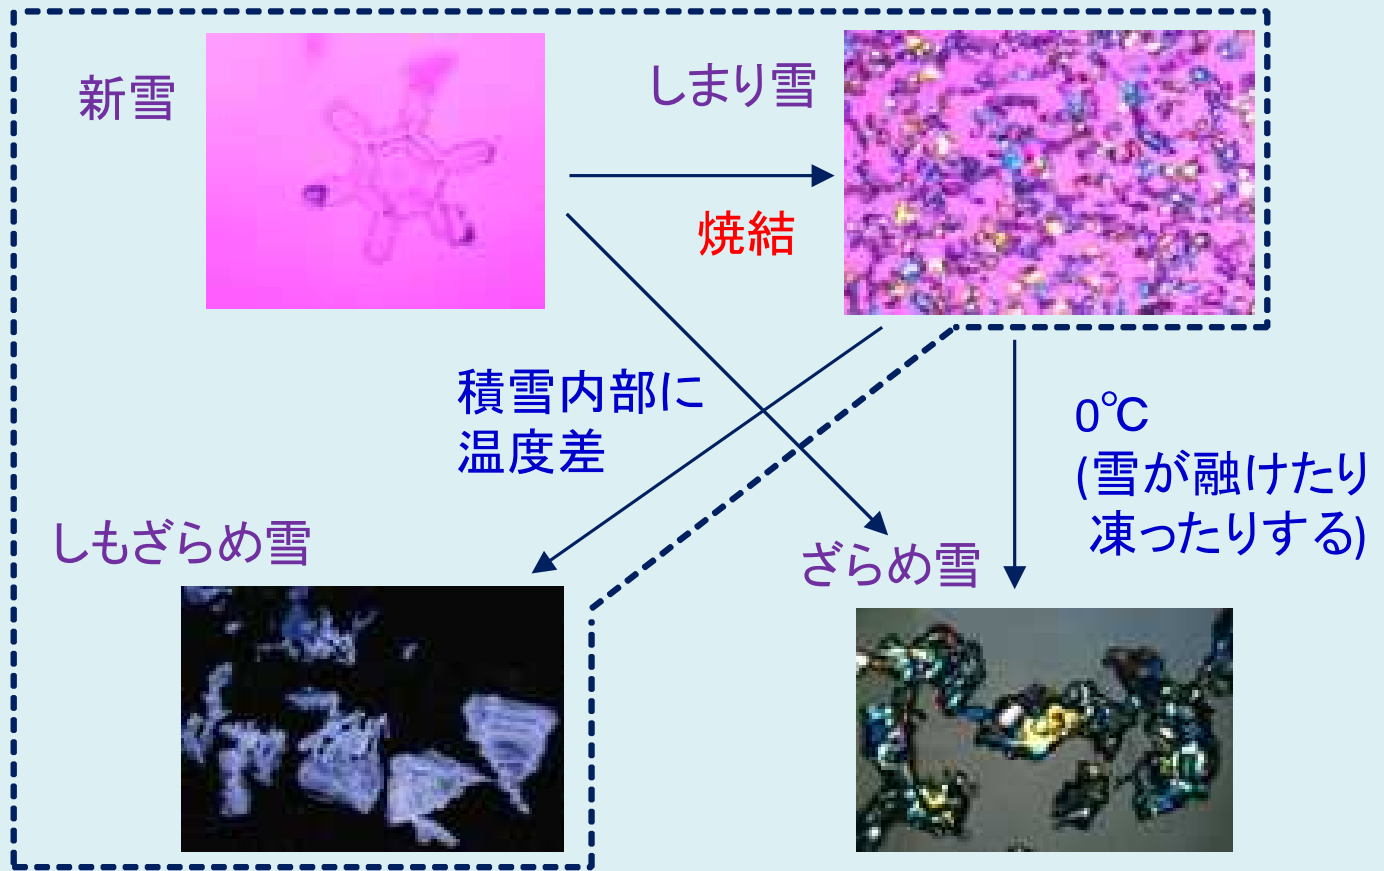 新雪
しまり雪
焼結
積雪内部に
温度差
0℃
(雪が融けたり
凍ったりする)
しもざらめ雪
ざらめ雪